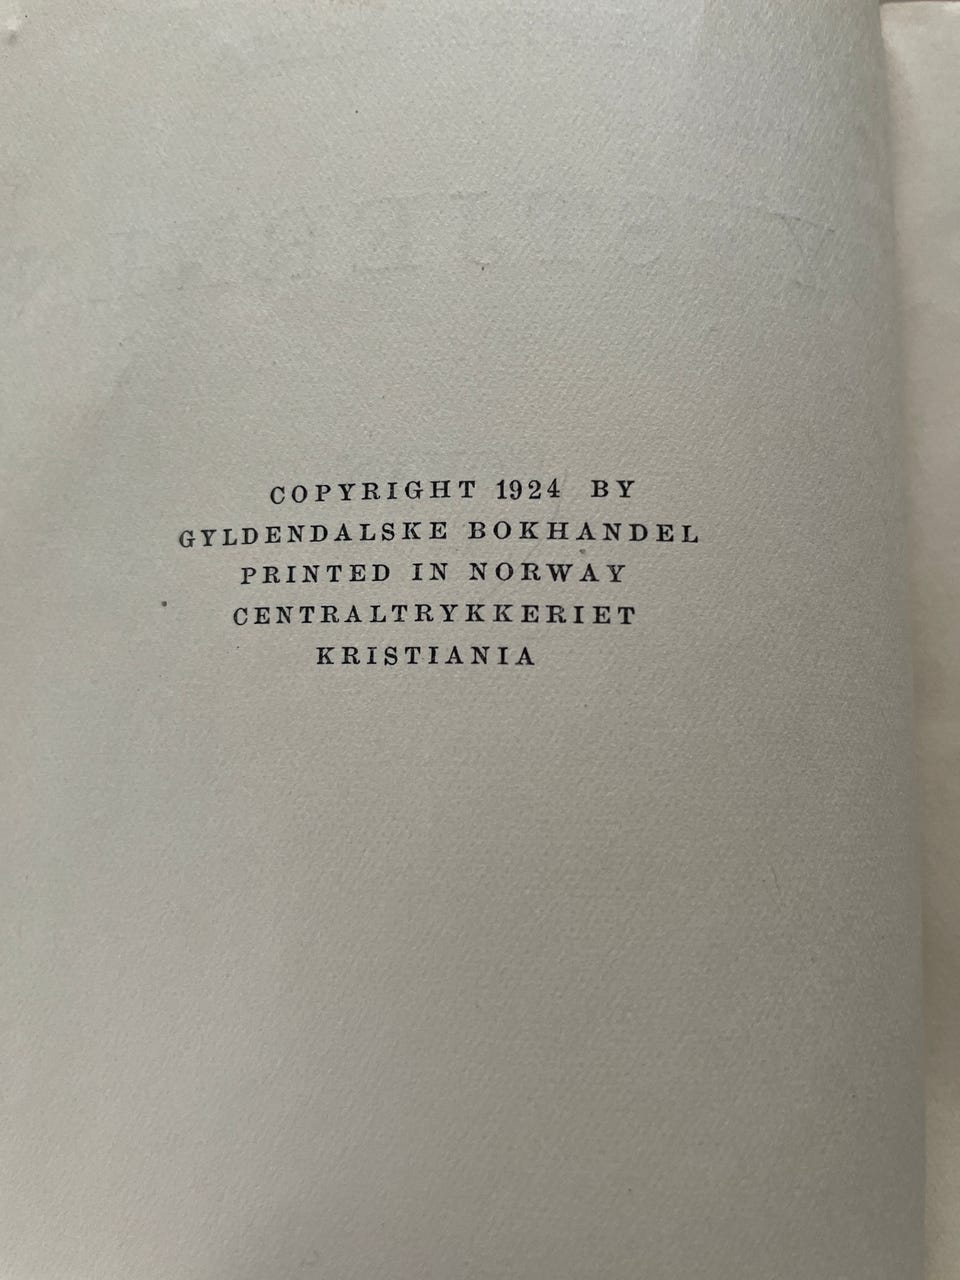 COPYRIGHT 1924 BY
GYLDENDALSKE BOKHANDEL
PRINTED IN NORWAY
CENTRALTRYKKERIET
KRISTIANIA